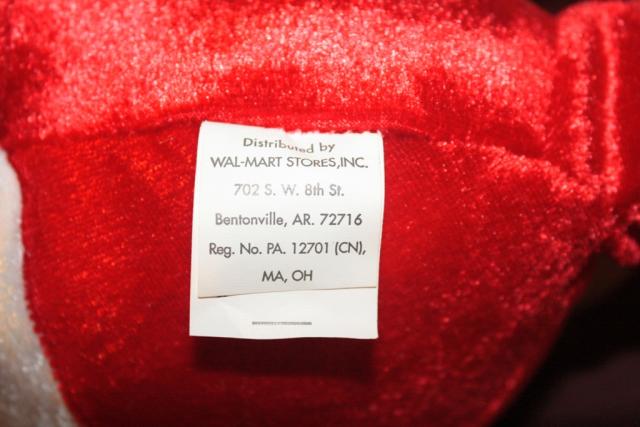 Distributed by
WAL-MART STORES,INC.
702 S. W. 8th St.
Bentonville, AR. 72716
Reg. No. PA. 12701 (CN),
MA, OH